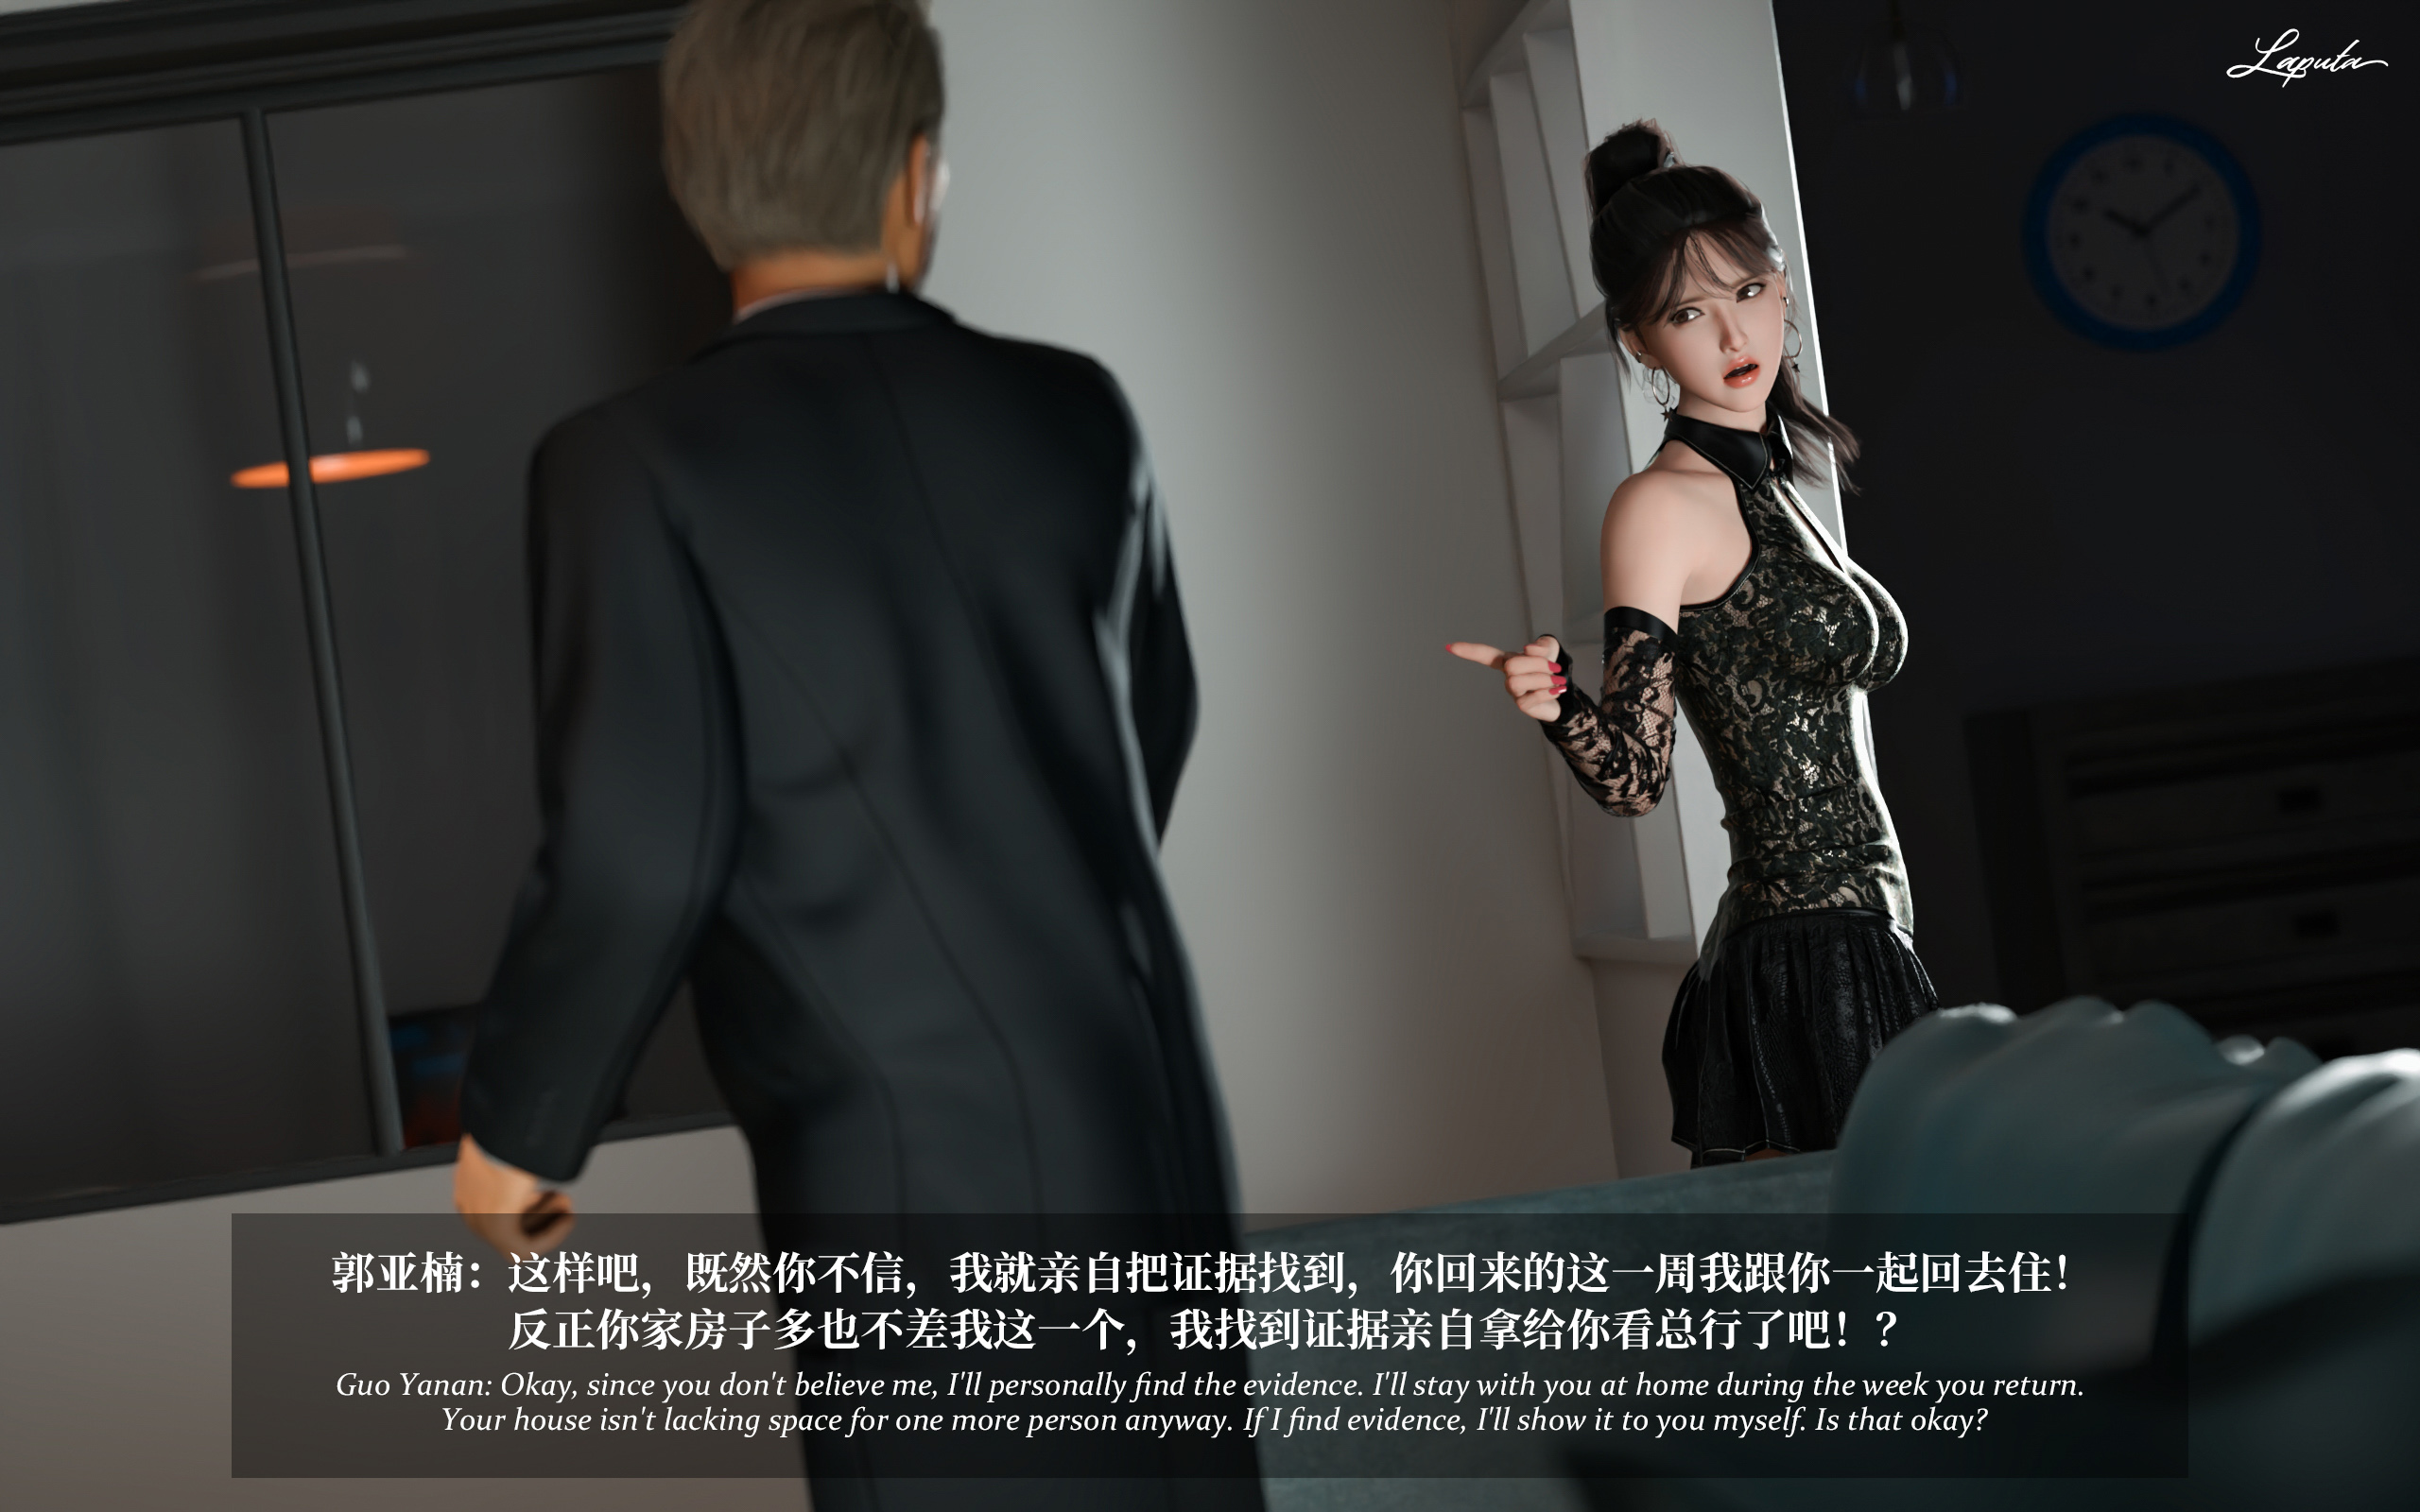 Laputa
郭亚楠：这样吧，既然你不信，我就亲自把证据找到，你回来的这一周我跟你一起回去住！
反正你家房子多也不差我这一个，我找到证据亲自拿给你看总行了吧！？
Guo Yanan: Okay, since you don't believe me, I'll personally find the evidence. I'll stay with you at home during the week you return.
Your house isn't lacking space for one more person anyway. If I find evidence, I'll show it to you myself. Is that okay?